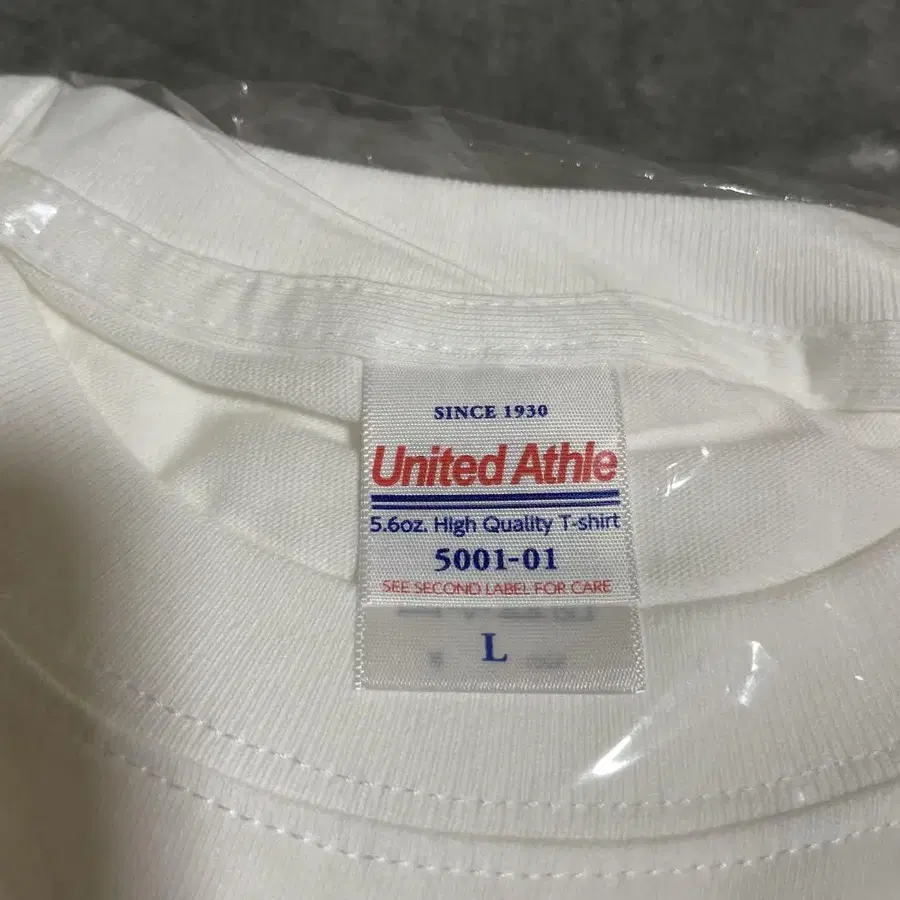 SINCE 1930
United Athle
5.6oz. High Quality T-shirt
5001-01
SEE SECOND LABEL FOR CARE
L